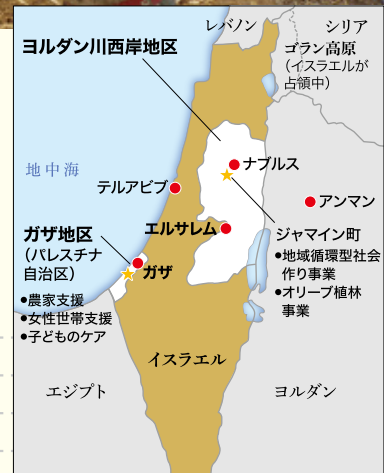 レバノン
シリア
ヨルダン川西岸地区
ゴラン高原
（イスラエルが
占領中）
地中海
ナブルス
テルアビブ
アンマン
エルサレム
ジャマイン町
●地域循環型社会
作り事業
●オリーブ植林
事業
ガザ地区
（パレスチナ
自治区）
ガザ
●農家支援
●女性世帯支援
●子どものケア
イスラエル
エジプト
ヨルダン